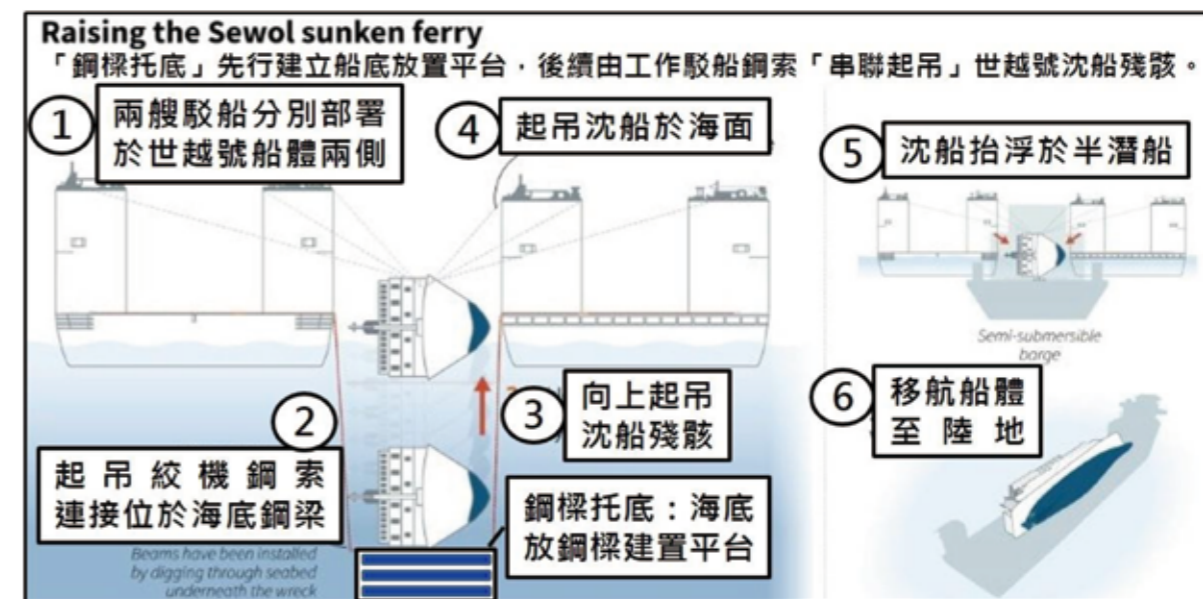 Raising the Sewol sunken ferry
「鋼樑托底」先行建立船底放置平台，後續由工作駁船鋼索「串聯起吊」世越號沈船殘骸。
① 兩艘駁船分別部署
於世越號船體兩側
④ 起吊沈船於海面
⑤ 沈船抬浮於半潛船
Semi-submersible
barge
②
起吊絞機鋼索
連接位於海底鋼梁
③ 向上起吊
沈船殘骸
⑥ 移航船體
至陸地
鋼樑托底：海底
放鋼樑建置平台
Beams have been installed
by digging through seabed
underneath the wreck